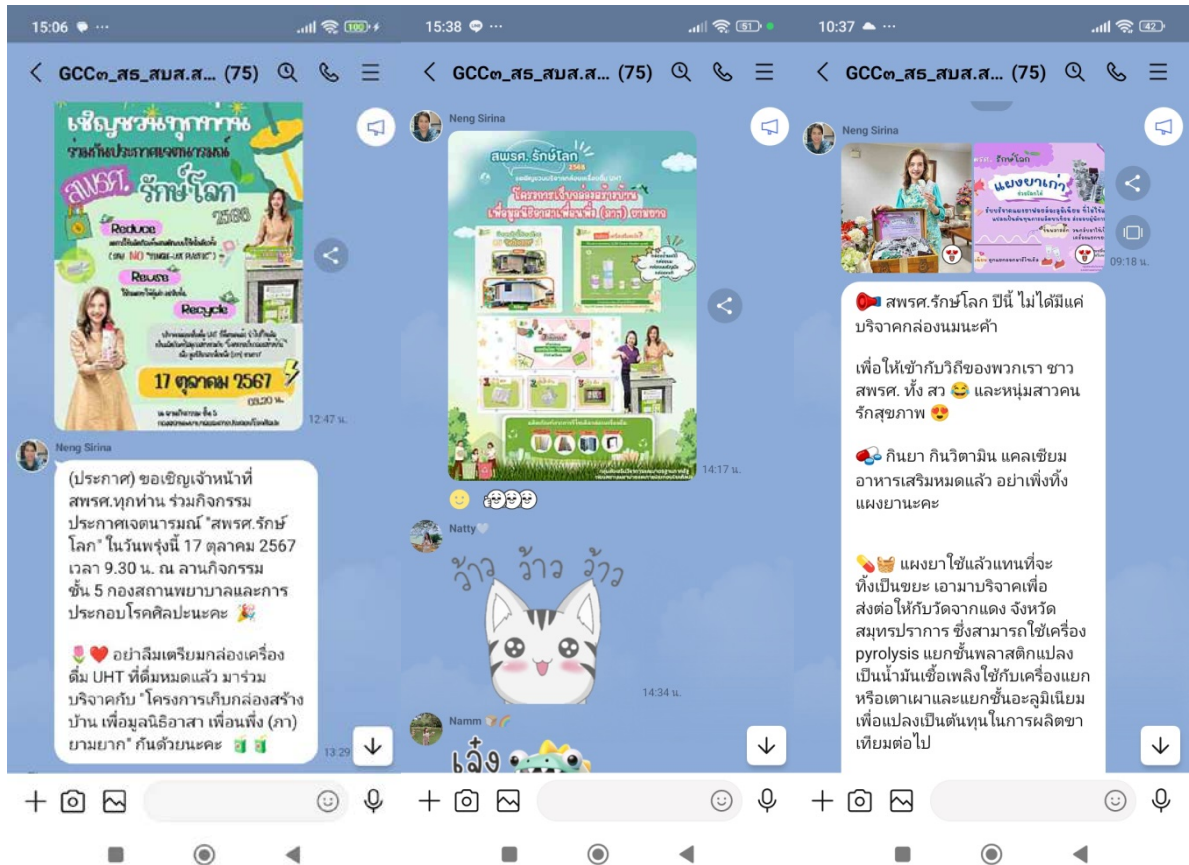 15:06
100
GCCต_สธ_สบส.ส... (75)
เชิญชวนทุกท่าน
ร่วมกันประกาศเจตนารมณ์
สพรศ. รักษ์โลก
2568
Reduce
Reuse
Recycle
17 ตุลาคม 2567
12:47 น.
Neng Sirina
(ประกาศ) ขอเชิญเจ้าหน้าที่
สพรศ.ทุกท่าน ร่วมกิจกรรม
ประกาศเจตนารมณ์ "สพรศ.รักษ์
โลก" ในวันพรุ่งนี้ 17 ตุลาคม 2567
เวลา 9.30 น. ณ ลานกิจกรรม
ชั้น 5 กองสถานพยาบาลและการ
ประกอบโรคศิลปะนะคะ 🎉
🌷❤️ อย่าลืมเตรียมกล่องเครื่อง
ดื่ม UHT ที่ดื่มหมดแล้ว มาร่วม
บริจาคกับ "โครงการเก็บกล่องสร้าง
บ้าน เพื่อมูลนิธิอาสา เพื่อนพึ่ง (ภา)
ยามยาก" กันด้วยนะคะ 🧃🧃
13:29
15:38
51
GCCต_สธ_สบส.ส... (75)
Neng Sirina
สพรศ. รักษ์โลก
2568
โครงการเก็บกล่องสร้างบ้าน
เพื่อมูลนิธิอาสาเพื่อนพึ่ง (ภาฯ) ยามยาก
14:17 น.
Natty🤍
ว้าว ว้าว ว้าว
14:34 น.
Namm
เจ๋ง
10:37
42
GCCต_สธ_สบส.ส... (75)
Neng Sirina
รักษ์โลก
แผงยาเก่า
09:18 น.
สพรศ.รักษ์โลก ปีนี้ ไม่ได้มีแค่
บริจาคกล่องนมนะค้า
เพื่อให้เข้ากับวิถีของพวกเรา ชาว
สพรศ. ทั้ง สว 😂 และหนุ่มสาวคน
รักสุขภาพ 😍
กินยา กินวิตามิน แคลเซียม
อาหารเสริมหมดแล้ว อย่าเพิ่งทิ้ง
แผงยานะคะ
💊🧺 แผงยาใช้แล้วแทนที่จะ
ทิ้งเป็นขยะ เอามาบริจาคเพื่อ
ส่งต่อให้กับวัดจากแดง จังหวัด
สมุทรปราการ ซึ่งสามารถใช้เครื่อง
pyrolysis แยกชั้นพลาสติกแปลง
เป็นน้ำมันเชื้อเพลิงใช้กับเครื่องแยก
หรือเตาเผาและแยกชั้นอะลูมิเนียม
เพื่อแปลงเป็นต้นทุนในการผลิตขา
เทียมต่อไป